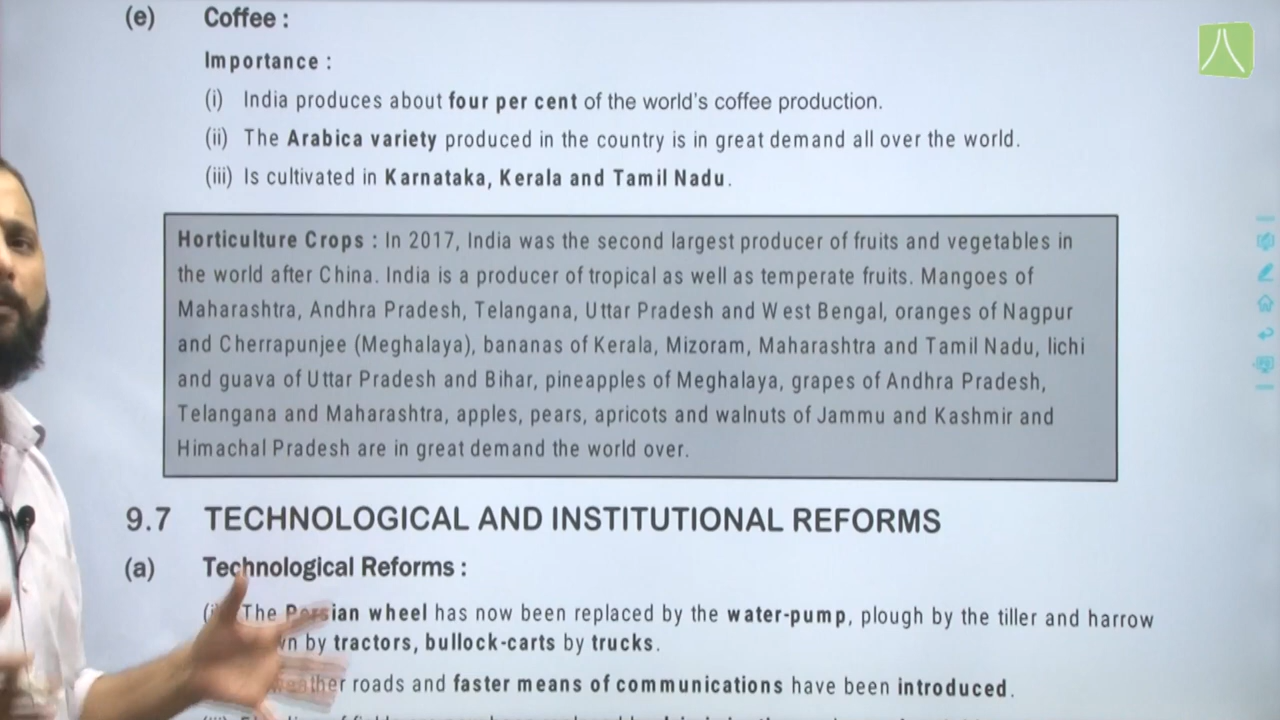 (e) Coffee :
Importance :
(i) India produces about four per cent of the world's coffee production.
(ii) The Arabica variety produced in the country is in great demand all over the world.
(iii) Is cultivated in Karnataka, Kerala and Tamil Nadu.
Horticulture Crops : In 2017, India was the second largest producer of fruits and vegetables in
the world after China. India is a producer of tropical as well as temperate fruits. Mangoes of
Maharashtra, Andhra Pradesh, Telangana, Uttar Pradesh and West Bengal, oranges of Nagpur
and Cherrapunjee (Meghalaya), bananas of Kerala, Mizoram, Maharashtra and Tamil Nadu, lichi
and guava of Uttar Pradesh and Bihar, pineapples of Meghalaya, grapes of Andhra Pradesh,
Telangana and Maharashtra, apples, pears, apricots and walnuts of Jammu and Kashmir and
Himachal Pradesh are in great demand the world over.
9.7 TECHNOLOGICAL AND INSTITUTIONAL REFORMS
(a) Technological Reforms :
The Persian wheel has now been replaced by the water-pump, plough by the tiller and harrow
by tractors, bullock-carts by trucks.
roads and faster means of communications have been introduced.